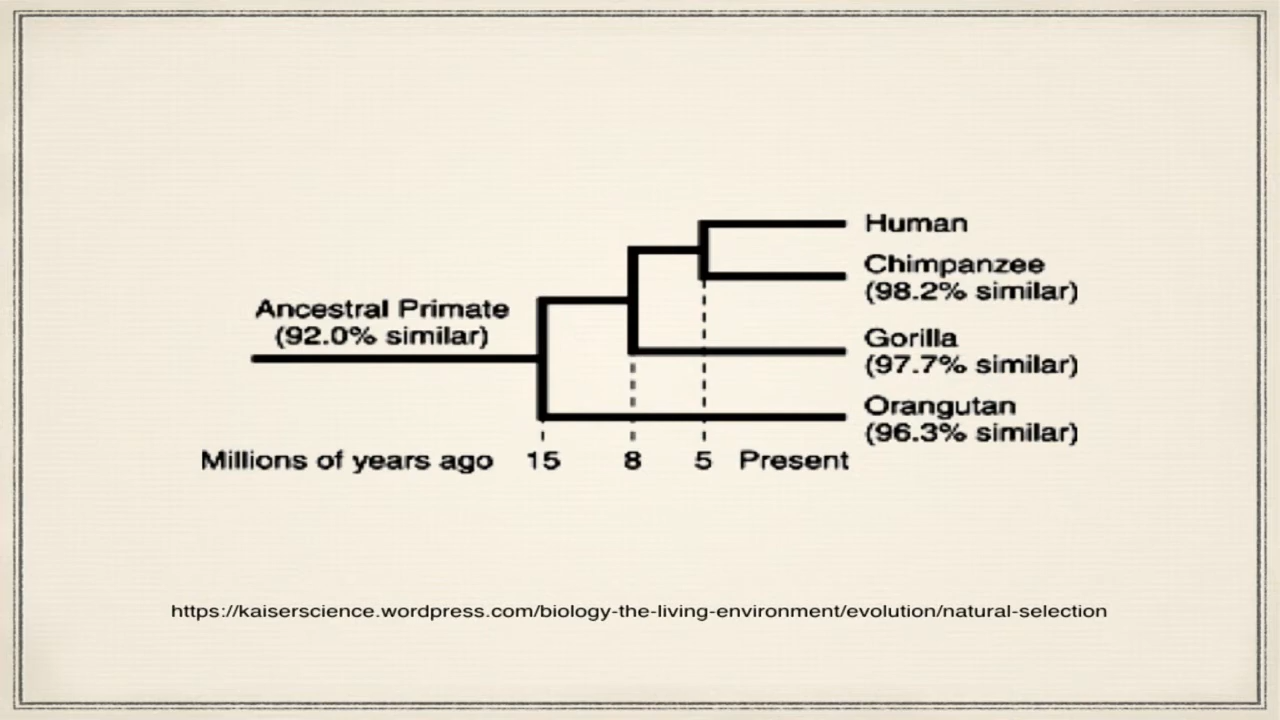 Human
Chimpanzee
(98.2% similar)
Ancestral Primate
(92.0% similar)
Gorilla
(97.7% similar)
Orangutan
(96.3% similar)
Millions of years ago 15 8 5 Present
https://kaiserscience.wordpress.com/biology-the-living-environment/evolution/natural-selection